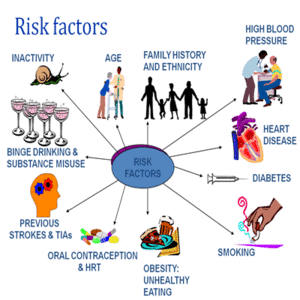 Risk factors
INACTIVITY
AGE
FAMILY HISTORY
AND ETHNICITY
HIGH BLOOD
PRESSURE
BINGE DRINKING &
SUBSTANCE MISUSE
RISK
FACTORS
HEART
DISEASE
DIABETES
PREVIOUS
STROKES & TIAs
ORAL CONTRACEPTION
& HRT
OBESITY:
UNHEALTHY
EATING
SMOKING